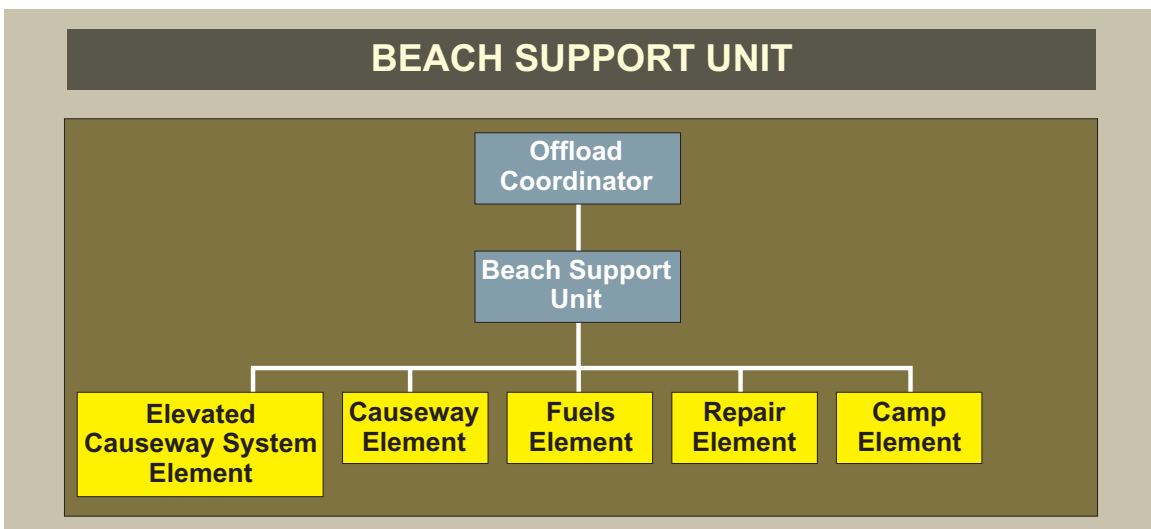 BEACH SUPPORT UNIT
Offload
Coordinator
Beach Support
Unit
Elevated
Causeway System
Element
Causeway
Element
Fuels
Element
Repair
Element
Camp
Element